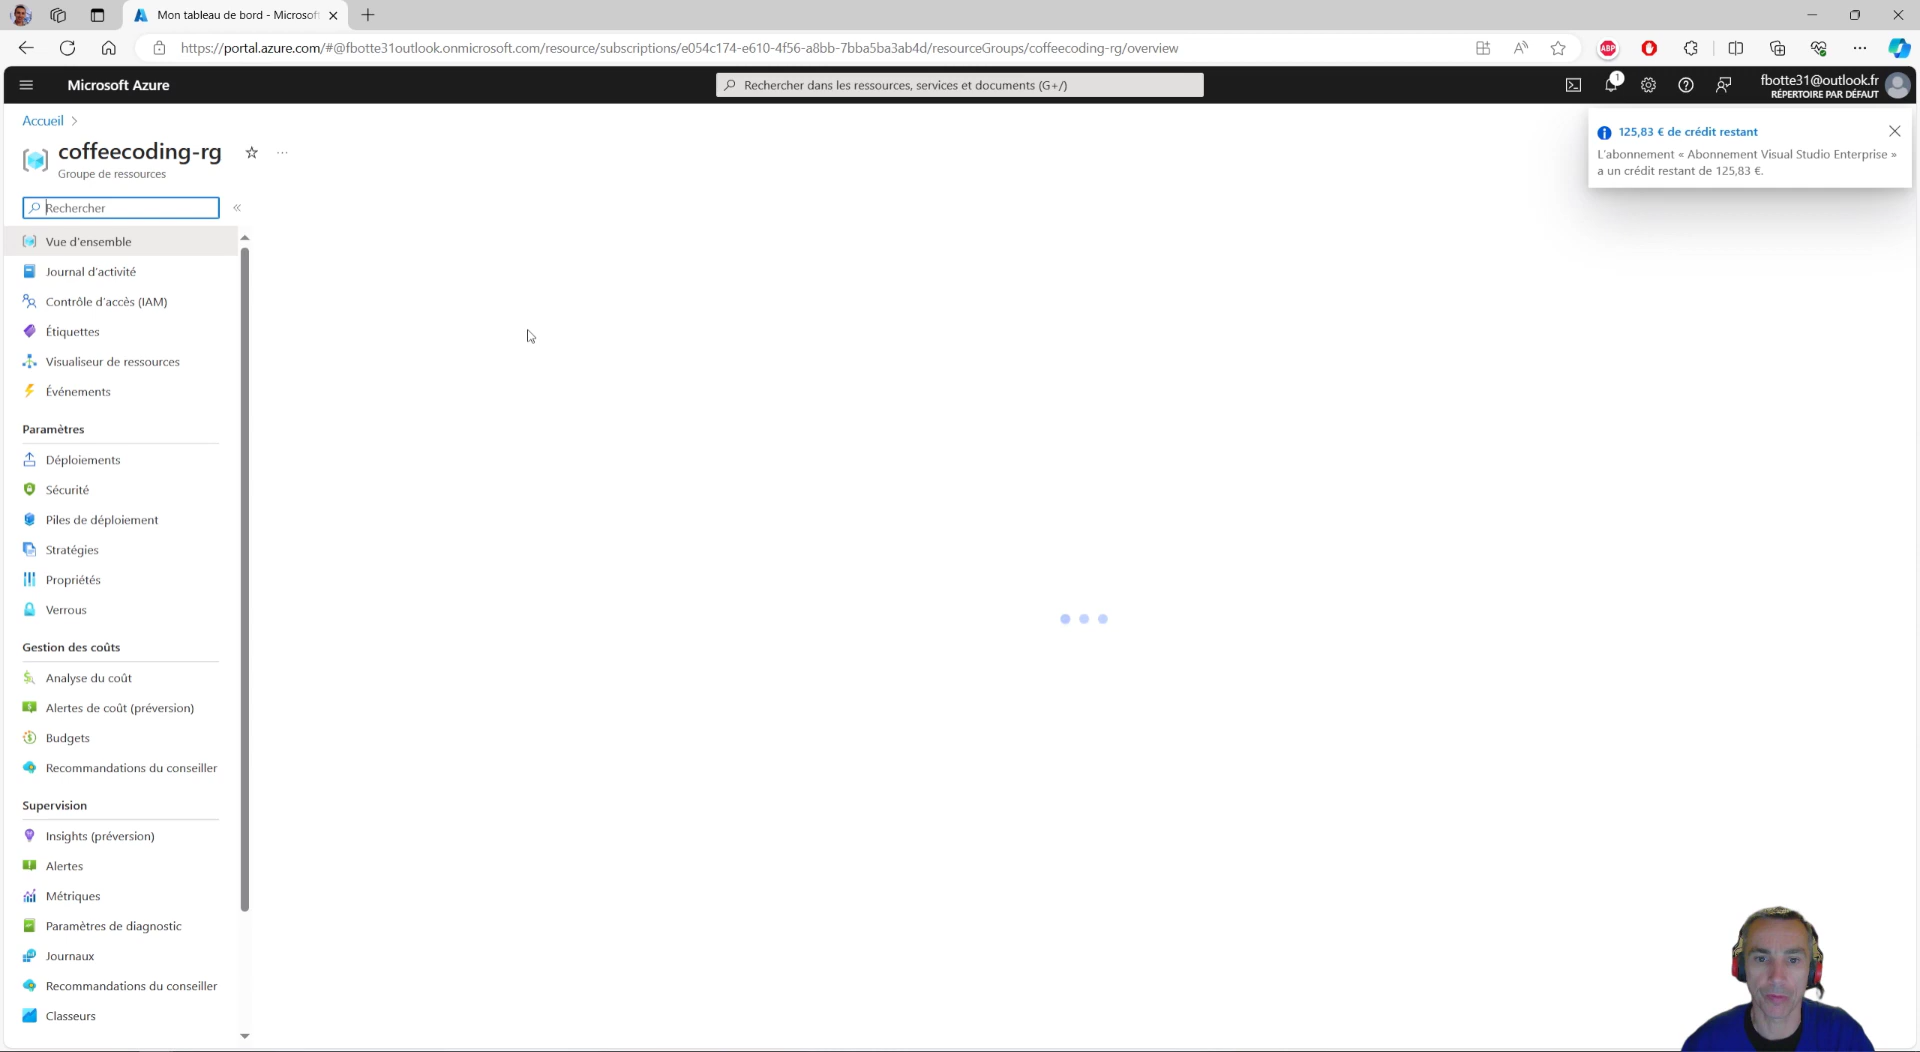 Mon tableau de bord - Microsoft
https://portal.azure.com/#@fbotte31outlook.onmicrosoft.com/resource/subscriptions/e054c174-e610-4f56-a8bb-7bba5ba3ab4d/resourceGroups/coffeecoding-rg/overview
ABP
Microsoft Azure
Rechercher dans les ressources, services et documents (G+/)
1
fbotte31@outlook.fr
RÉPERTOIRE PAR DÉFAUT
Accueil >
125,83 € de crédit restant
L'abonnement « Abonnement Visual Studio Enterprise »
a un crédit restant de 125,83 €.
coffeecoding-rg
Groupe de ressources
Rechercher
Vue d'ensemble
Journal d'activité
Contrôle d'accès (IAM)
Étiquettes
Visualiseur de ressources
Événements
Paramètres
Déploiements
Sécurité
Piles de déploiement
Stratégies
Propriétés
Verrous
Gestion des coûts
Analyse du coût
Alertes de coût (préversion)
Budgets
Recommandations du conseiller
Supervision
Insights (préversion)
Alertes
Métriques
Paramètres de diagnostic
Journaux
Recommandations du conseiller
Classeurs